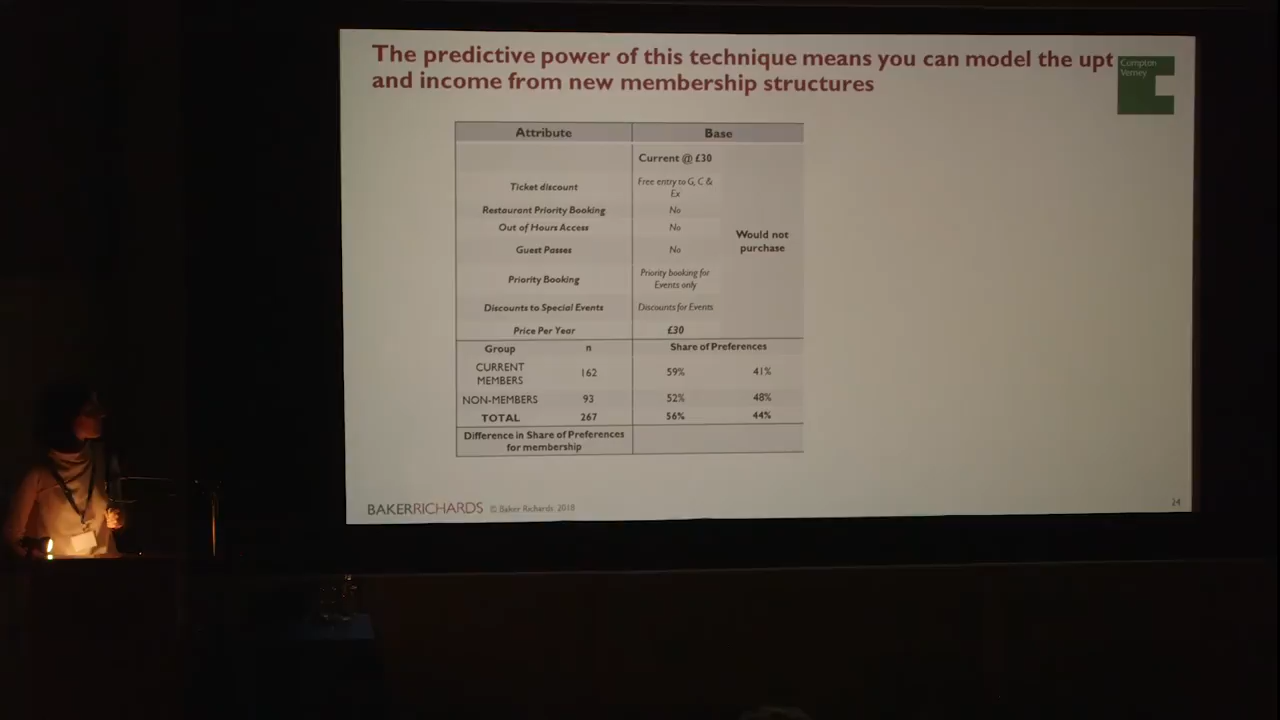 The predictive power of this technique means you can model the upt
and income from new membership structures
Compton
Verney
Attribute Base
Current @ £30
Ticket discount Free entry to G, C &
Ex
Restaurant Priority Booking No
Out of Hours Access No
Would not
purchase
Guest Passes No
Priority Booking Priority booking for
Events only
Discounts to Special Events Discounts for Events
Price Per Year £30
Group n Share of Preferences
CURRENT
MEMBERS 162 59% 41%
NON-MEMBERS 93 52% 48%
TOTAL 267 56% 44%
Difference in Share of Preferences
for membership
BAKERRICHARDS © Baker Richards 2018
24